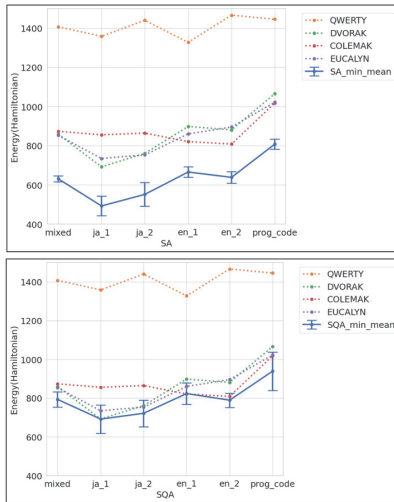 1400
1200
1000
800
600
400
Energy(Hamiltonian)
mixed ja_1 ja_2 en_1 en_2 prog_code
SA
QWERTY
DVORAK
COLEMAK
EUCALYN
SA_min_mean
1400
1200
1000
800
600
400
Energy(Hamiltonian)
mixed ja_1 ja_2 en_1 en_2 prog_code
SQA
QWERTY
DVORAK
COLEMAK
EUCALYN
SQA_min_mean